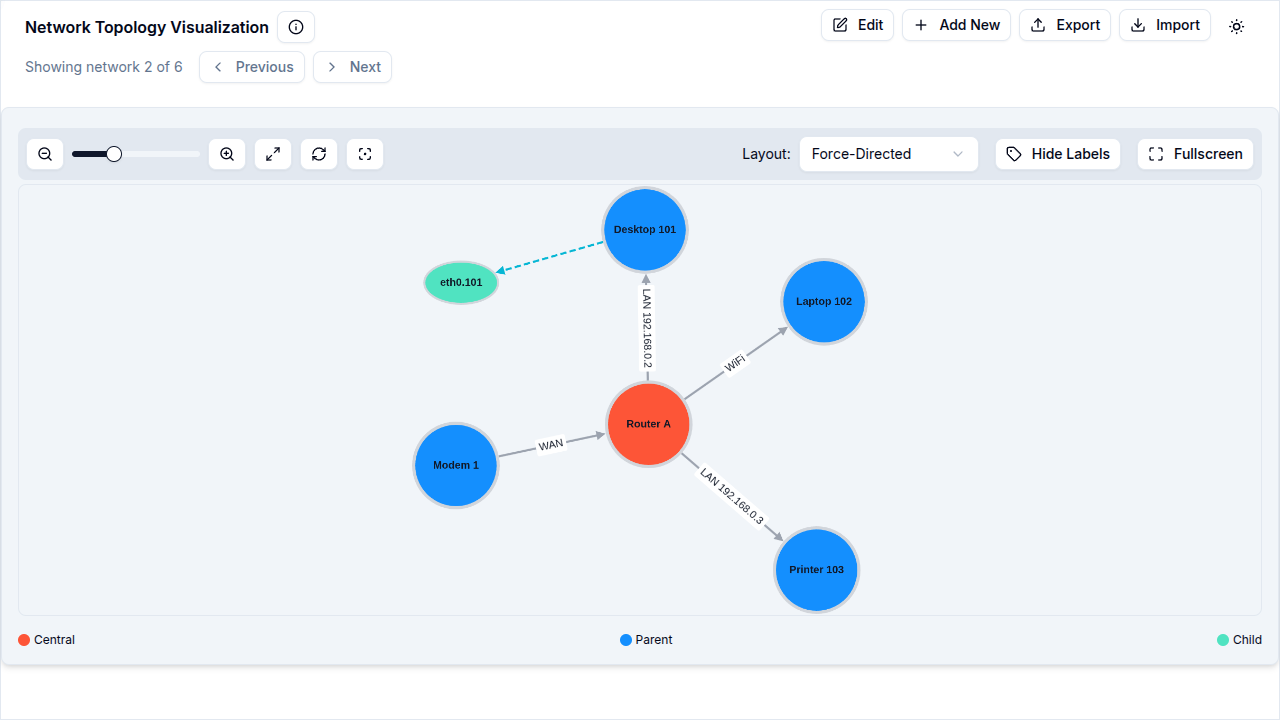 Network Topology Visualization
Edit
Add New
Export
Import
Showing network 2 of 6
Previous
Next
Layout:
Force-Directed
Hide Labels
Fullscreen
Desktop 101
eth0.101
Laptop 102
LAN 192.168.0.2
WiFi
Router A
WAN
Modem 1
LAN 192.168.0.3
Printer 103
Central
Parent
Child